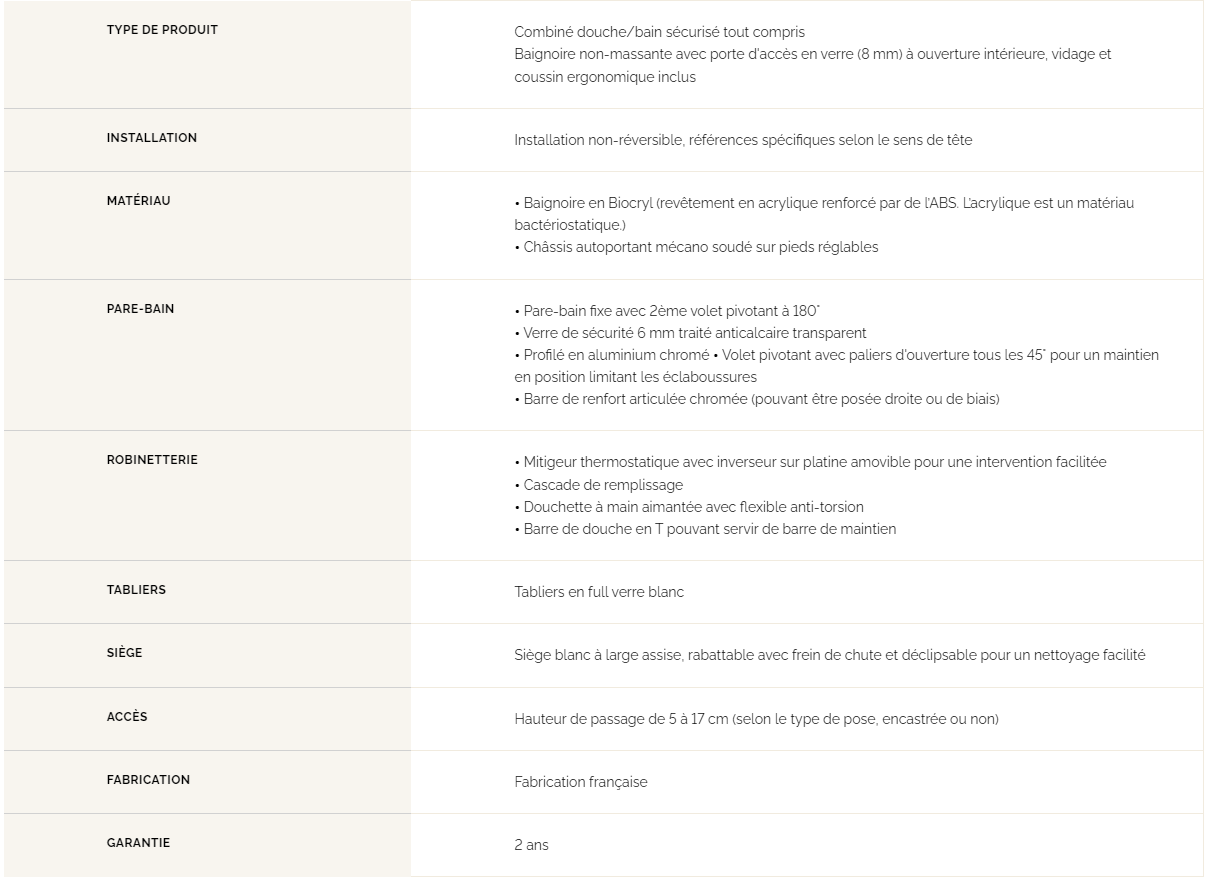 TYPE DE PRODUIT
Combiné douche/bain sécurisé tout compris
Baignoire non-massante avec porte d'accès en verre (8 mm) à ouverture intérieure, vidage et
coussin ergonomique inclus
INSTALLATION
Installation non-réversible, références spécifiques selon le sens de tête
MATÉRIAU
• Baignoire en Biocryl (revêtement en acrylique renforcé par de l'ABS. L'acrylique est un matériau
bactériostatique.)
• Châssis autoportant mécano soudé sur pieds réglables
PARE-BAIN
• Pare-bain fixe avec 2ème volet pivotant à 180°
• Verre de sécurité 6 mm traité anticalcaire transparent
• Profilé en aluminium chromé • Volet pivotant avec paliers d'ouverture tous les 45° pour un maintien
en position limitant les éclaboussures
• Barre de renfort articulée chromée (pouvant être posée droite ou de biais)
ROBINETTERIE
• Mitigeur thermostatique avec inverseur sur platine amovible pour une intervention facilitée
• Cascade de remplissage
• Douchette à main aimantée avec flexible anti-torsion
• Barre de douche en T pouvant servir de barre de maintien
TABLIERS
Tabliers en full verre blanc
SIÈGE
Siège blanc à large assise, rabattable avec frein de chute et déclipsable pour un nettoyage facilité
ACCÈS
Hauteur de passage de 5 à 17 cm (selon le type de pose, encastrée ou non)
FABRICATION
Fabrication française
GARANTIE
2 ans